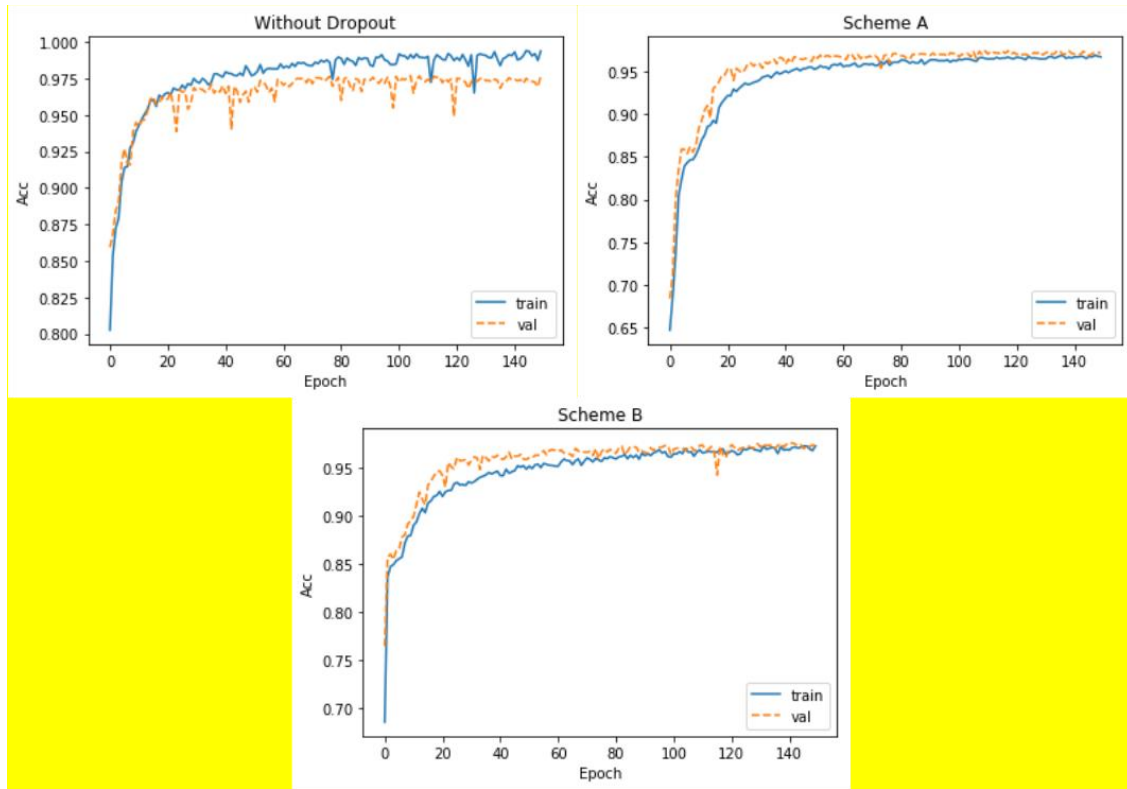 Without Dropout
1.000
0.975
0.950
0.925
0.900
0.875
0.850
0.825
0.800
Acc
0 20 40 60 80 100 120 140
Epoch
train
val
Scheme A
0.95
0.90
0.85
0.80
0.75
0.70
0.65
Acc
0 20 40 60 80 100 120 140
Epoch
train
val
Scheme B
0.95
0.90
0.85
0.80
0.75
0.70
Acc
0 20 40 60 80 100 120 140
Epoch
train
val